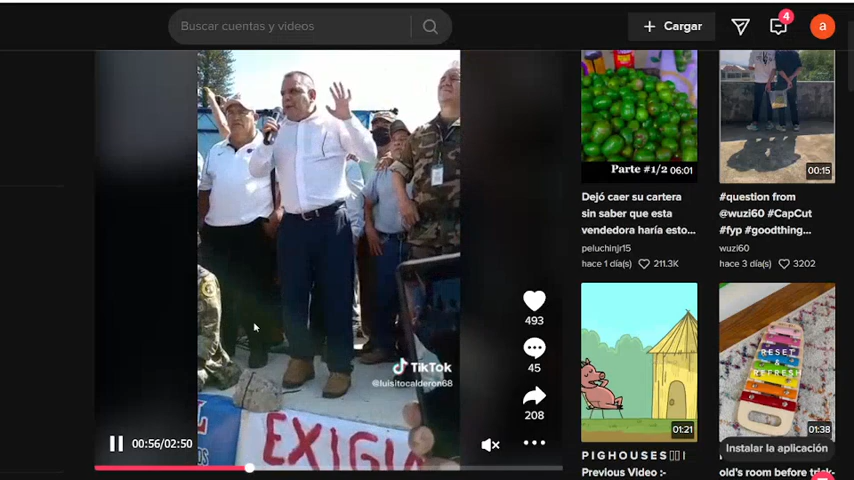 Buscar cuentas y vídeos
Cargar
4
a
493
45
208
TikTok
@luisitocalderon68
EXIGI
00:56/02:50
Parte #1/2
06:01
Dejó caer su cartera
sin saber que esta
vendedora haría esto...
peluchinjr15
hace 1 día(s)
211.3K
00:15
#question from
@wuzi60 #CapCut
#fyp #goodthing...
wuzi60
hace 3 día(s)
3202
01:21
PIGHOUSES
Previous Video :-
RESET
&
REFRESH
01:38
Instalar la aplicación
old's room before trick-